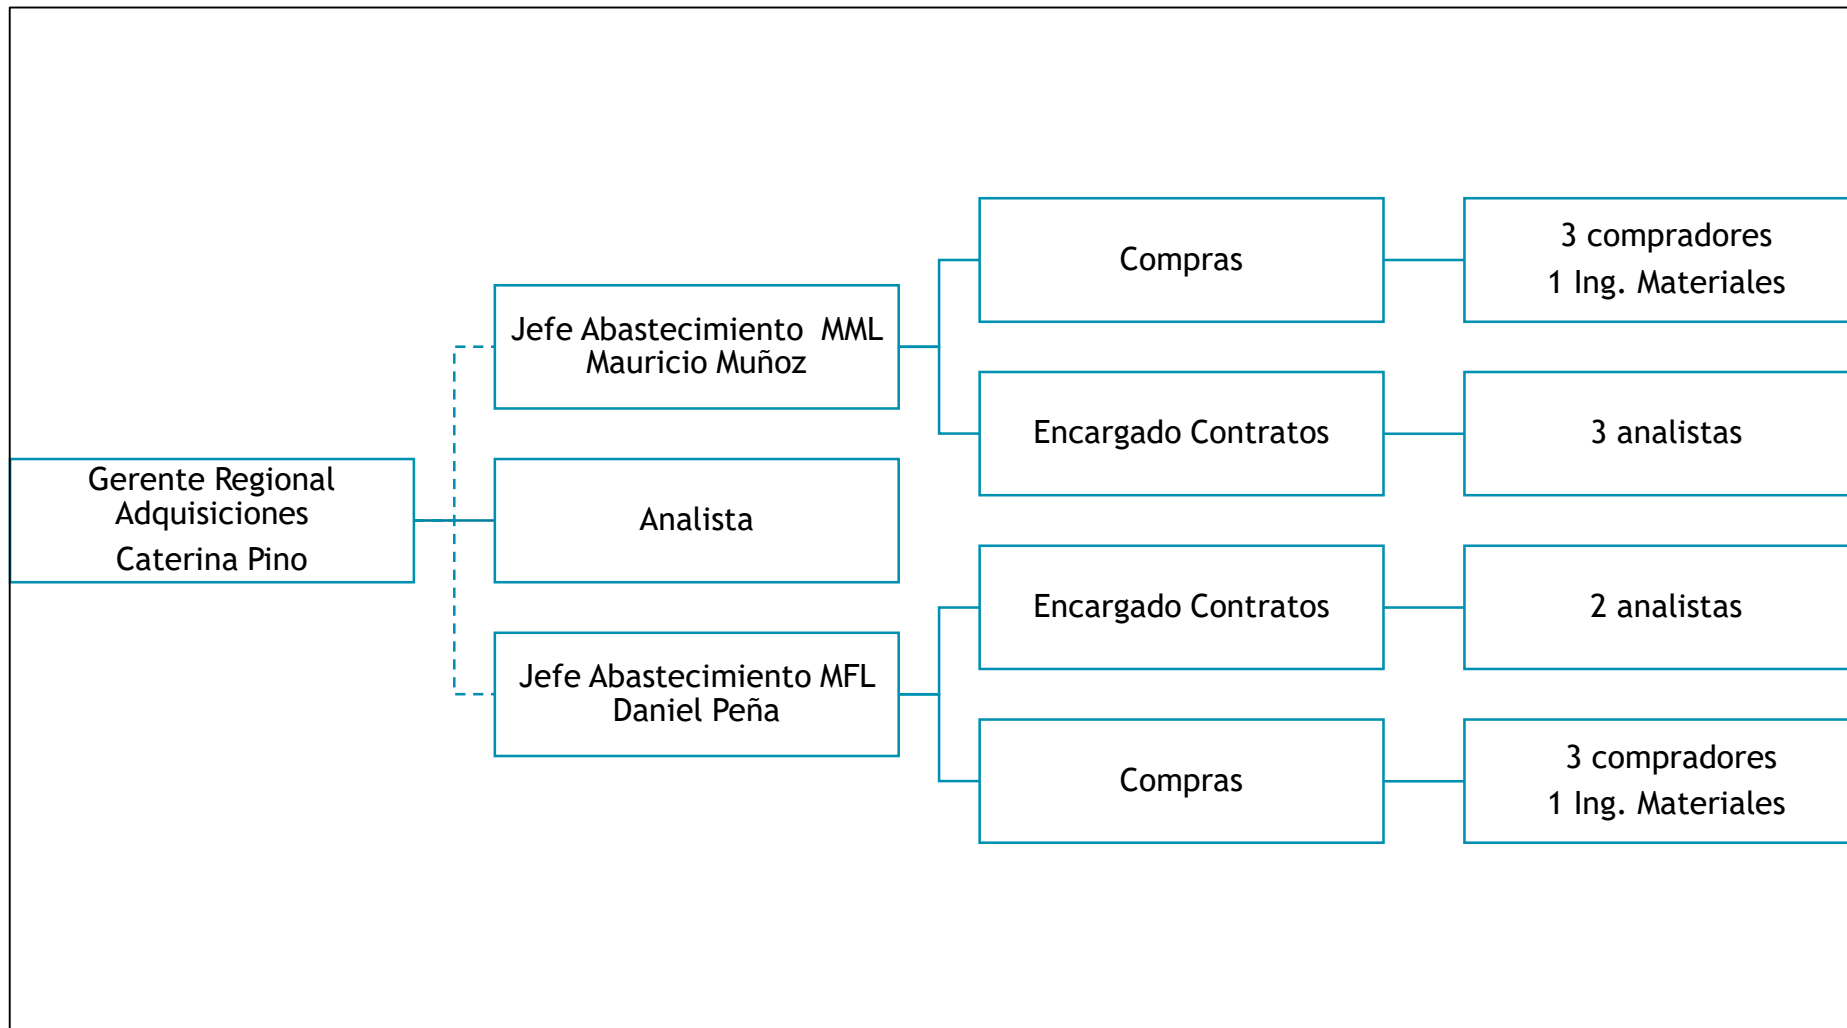 Gerente Regional
Adquisiciones
Caterina Pino
Jefe Abastecimiento  MML
Mauricio Muñoz
Analista
Jefe Abastecimiento MFL
Daniel Peña
Compras
Encargado Contratos
Encargado Contratos
Compras
3 compradores
1 Ing. Materiales
3 analistas
2 analistas
3 compradores
1 Ing. Materiales